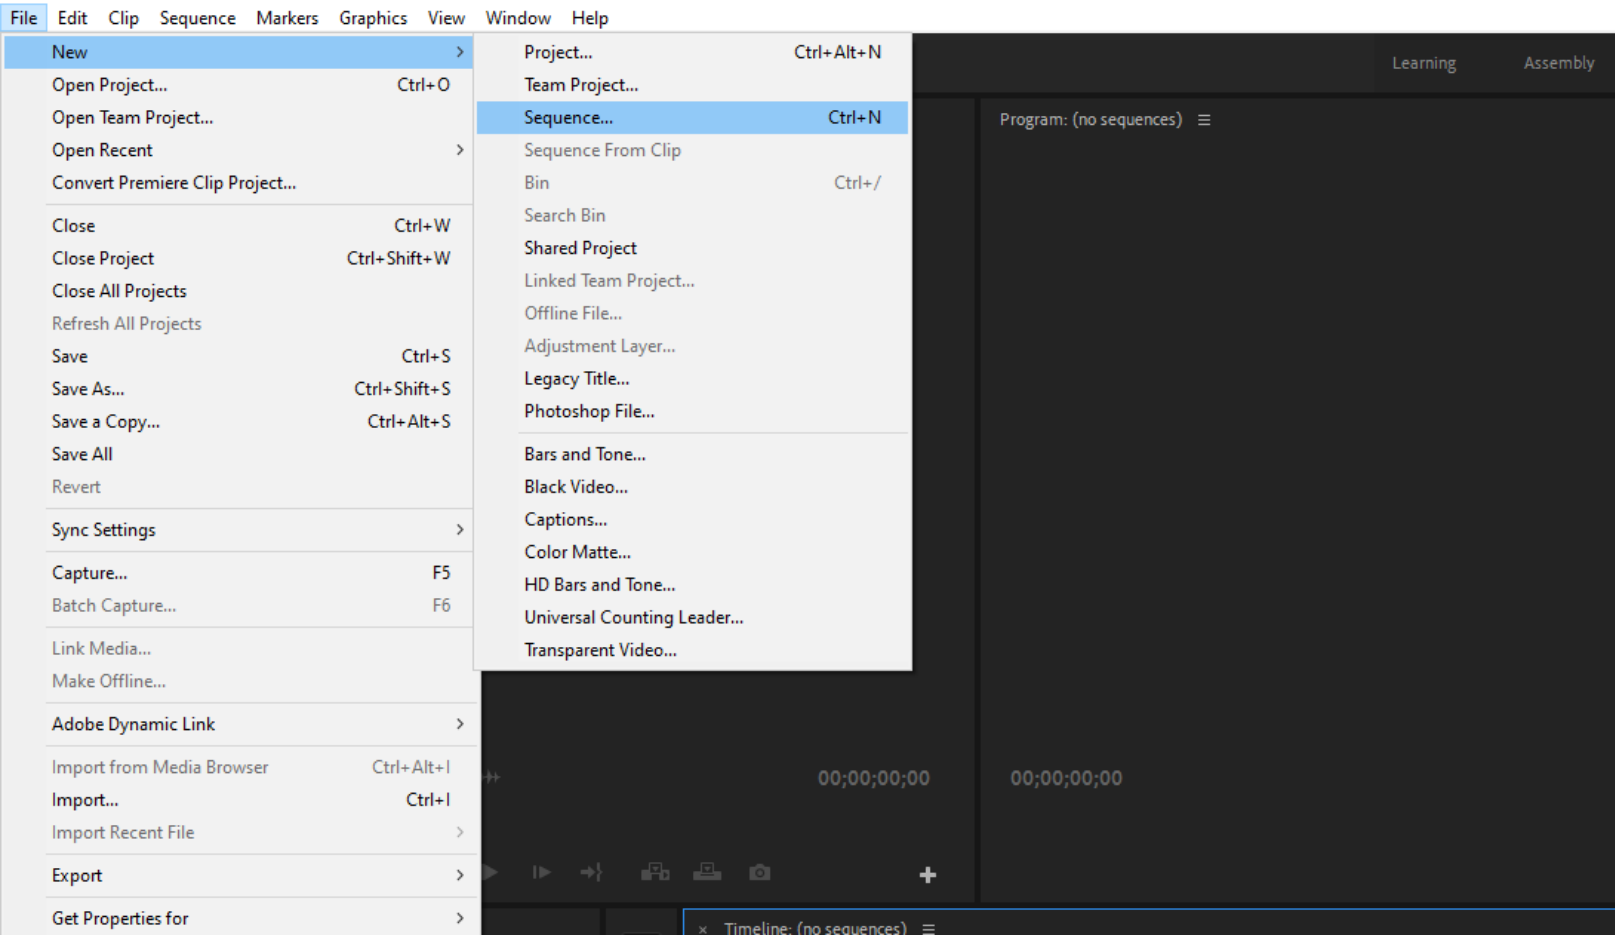 File Edit Clip Sequence Markers Graphics View Window Help
New
Open Project... Ctrl+O
Open Team Project...
Open Recent
Convert Premiere Clip Project...
Close Ctrl+W
Close Project Ctrl+Shift+W
Close All Projects
Refresh All Projects
Save Ctrl+S
Save As... Ctrl+Shift+S
Save a Copy... Ctrl+Alt+S
Save All
Revert
Sync Settings
Capture... F5
Batch Capture... F6
Link Media...
Make Offline...
Adobe Dynamic Link
Import from Media Browser Ctrl+Alt+I
Import... Ctrl+I
Import Recent File
Export
Get Properties for
Project... Ctrl+Alt+N
Team Project...
Sequence... Ctrl+N
Sequence From Clip
Bin Ctrl+/
Search Bin
Shared Project
Linked Team Project...
Offline File...
Adjustment Layer...
Legacy Title...
Photoshop File...
Bars and Tone...
Black Video...
Captions...
Color Matte...
HD Bars and Tone...
Universal Counting Leader...
Transparent Video...
Learning Assembly
Program: (no sequences)
00;00;00;00 00;00;00;00
Timeline: (no sequences)